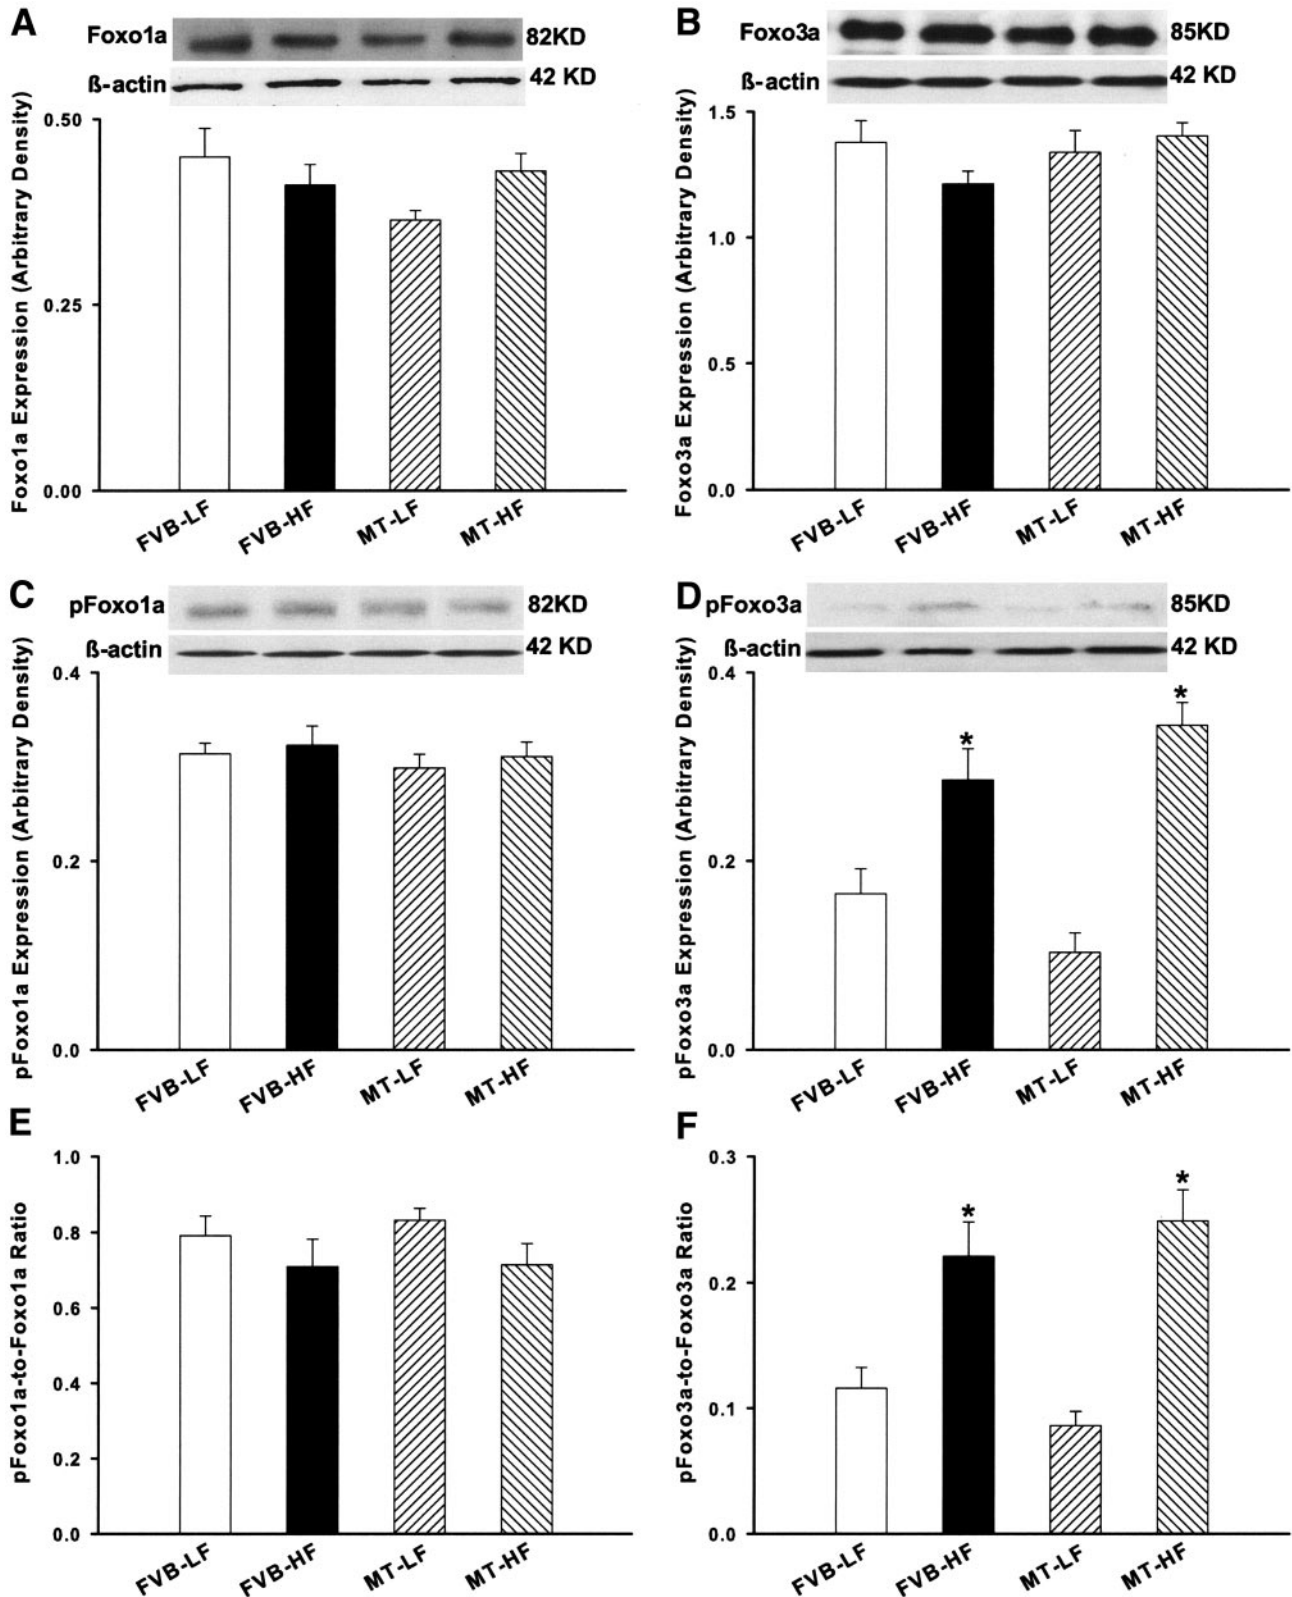 A
Foxo1a
82KD
ß-actin
42 KD
Foxo1a Expression (Arbitrary Density)
0.50
0.25
0.00
FVB-LF
FVB-HF
MT-LF
MT-HF
B
Foxo3a
85KD
ß-actin
42 KD
Foxo3a Expression (Arbitrary Density)
1.5
1.0
0.5
0.0
FVB-LF
FVB-HF
MT-LF
MT-HF
C
pFoxo1a
82KD
ß-actin
42 KD
pFoxo1a Expression (Arbitrary Density)
0.4
0.2
0.0
FVB-LF
FVB-HF
MT-LF
MT-HF
D
pFoxo3a
85KD
ß-actin
42 KD
pFoxo3a Expression (Arbitrary Density)
0.4
0.2
0.0
*
*
FVB-LF
FVB-HF
MT-LF
MT-HF
E
pFoxo1a-to-Foxo1a Ratio
1.0
0.8
0.6
0.4
0.2
0.0
FVB-LF
FVB-HF
MT-LF
MT-HF
F
pFoxo3a-to-Foxo3a Ratio
0.3
0.2
0.1
0.0
*
*
FVB-LF
FVB-HF
MT-LF
MT-HF